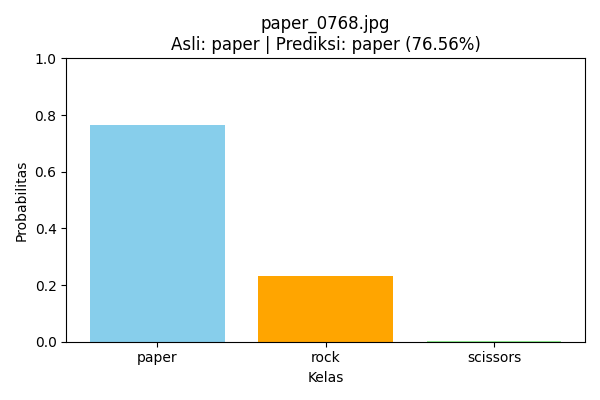 paper_0768.jpg
Asli: paper | Prediksi: paper (76.56%)
1.0
0.8
0.6
0.4
0.2
0.0
Probabilitas
paper
rock
scissors
Kelas